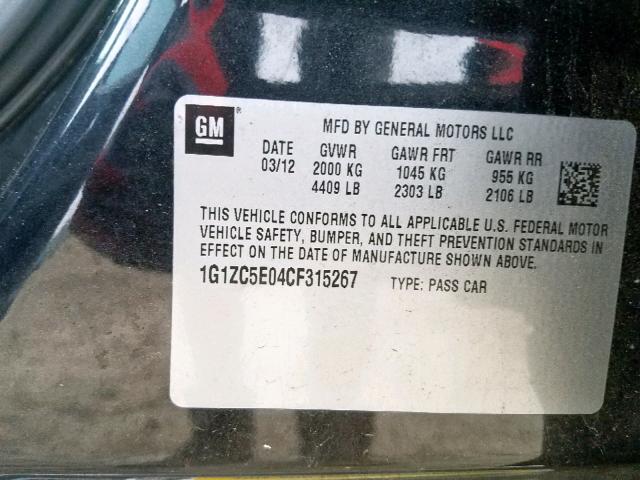 GM ®
MFD BY GENERAL MOTORS LLC
DATE GVWR GAWR FRT GAWR RR
03/12 2000 KG 1045 KG 955 KG
4409 LB 2303 LB 2106 LB
THIS VEHICLE CONFORMS TO ALL APPLICABLE U.S. FEDERAL MOTOR
VEHICLE SAFETY, BUMPER, AND THEFT PREVENTION STANDARDS IN
EFFECT ON THE DATE OF MANUFACTURE SHOWN ABOVE.
1G1ZC5E04CF315267 TYPE: PASS CAR